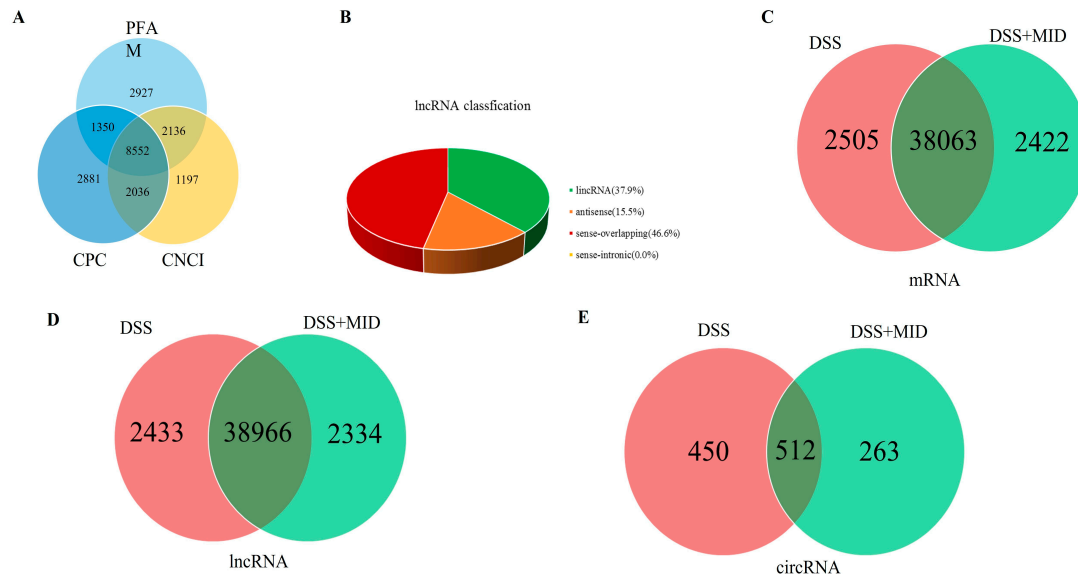 A
PFA
M
2927
1350
2136
8552
2881
2036
1197
CPC
CNCI
B
lncRNA classfication
lincRNA(37.9%)
antisense(15.5%)
sense-overlapping(46.6%)
sense-intronic(0.0%)
C
DSS
DSS+MID
2505
38063
2422
mRNA
D
DSS
DSS+MID
2433
38966
2334
lncRNA
E
DSS
DSS+MID
450
512
263
circRNA